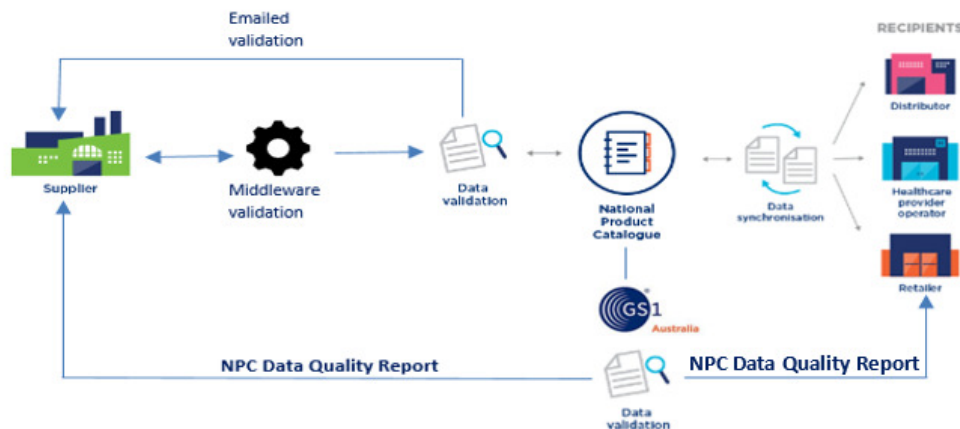 Emailed
validation
RECIPIENTS
Distributor
Supplier
Middleware
validation
Data
validation
National
Product
Catalogue
Data
synchronisation
Healthcare
provider
operator
Retailer
GS1
Australia
NPC Data Quality Report
NPC Data Quality Report
Data
validation